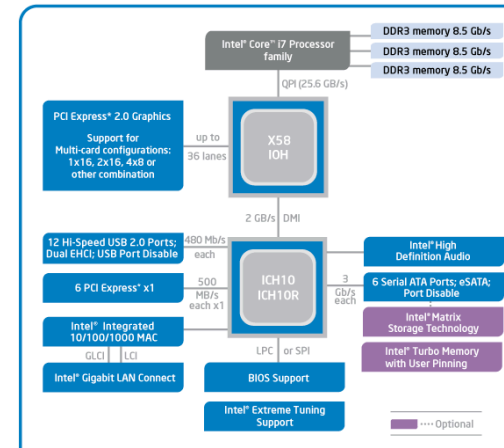 Intel® Core™ i7 Processor
family
DDR3 memory 8.5 Gb/s
DDR3 memory 8.5 Gb/s
DDR3 memory 8.5 Gb/s
QPI (25.6 GB/s)
PCI Express® 2.0 Graphics
Support for
Multi-card configurations:
1x16, 2x16, 4x8 or
other combination
up to
36 lanes
X58
IOH
2 GB/s DMI
12 Hi-Speed USB 2.0 Ports;
Dual EHCI; USB Port Disable
480 Mb/s
each
6 PCI Express® x1
500
MB/s
each x1
Intel® Integrated
10/100/1000 MAC
GLCI LCI
Intel® Gigabit LAN Connect
ICH10
ICH10R
Intel® High
Definition Audio
3
Gb/s
each
6 Serial ATA Ports; eSATA;
Port Disable
Intel® Matrix
Storage Technology
Intel® Turbo Memory
with User Pinning
LPC or SPI
BIOS Support
Intel® Extreme Tuning
Support
Optional